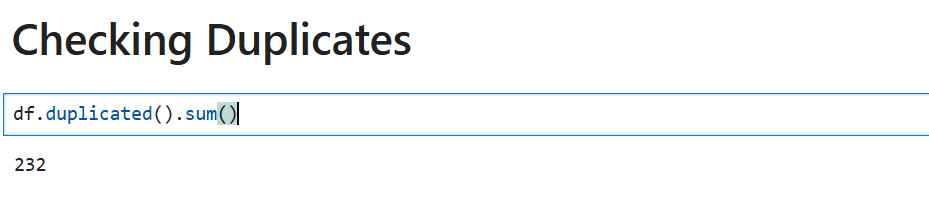 Checking Duplicates
df.duplicated().sum()
232